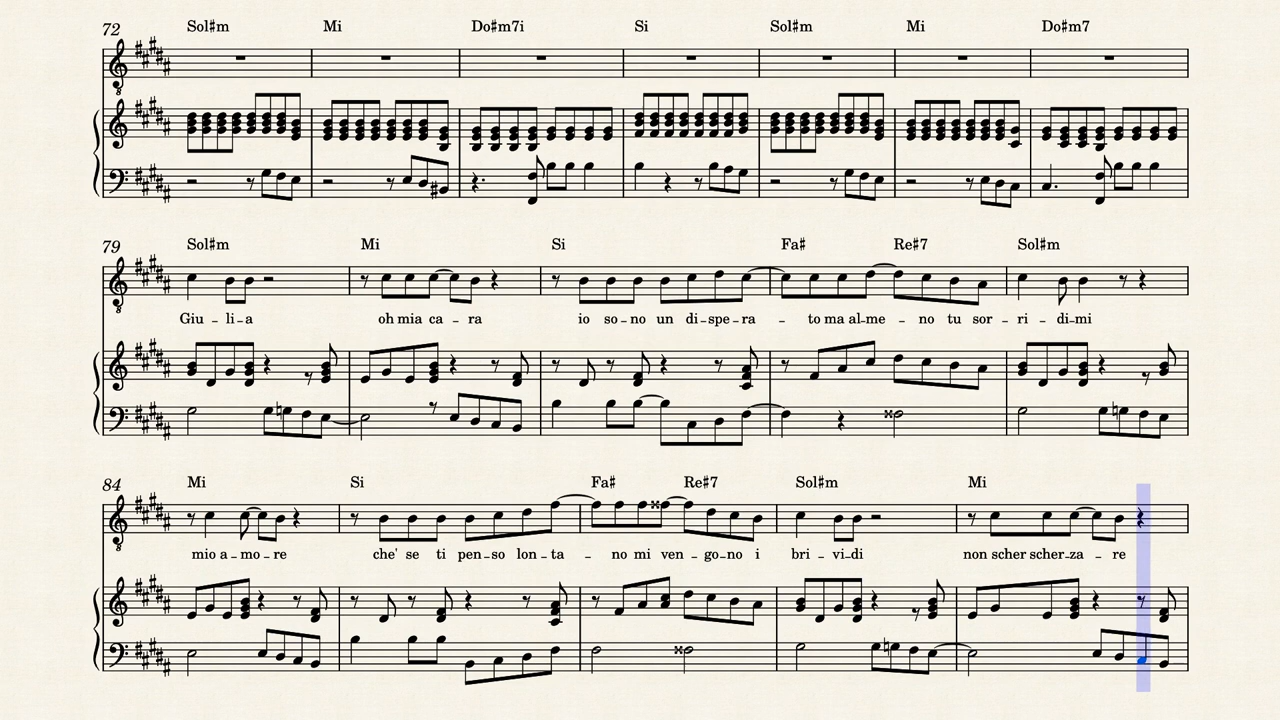 72 Sol♯m Mi Do♯m7i Si Sol♯m Mi Do♯m7
79 Sol♯m Mi Si Fa♯ Re♯7 Sol♯m
Giu - li - a oh mia ca - ra io so - no un di - spe - ra - to ma al - me - no tu sor - ri - di - mi
84 Mi Si Fa♯ Re♯7 Sol♯m Mi
mio a - mo - re che' se ti pen - so lon - ta - no mi ven - go - no i bri - vi - di non scher scher - za - re